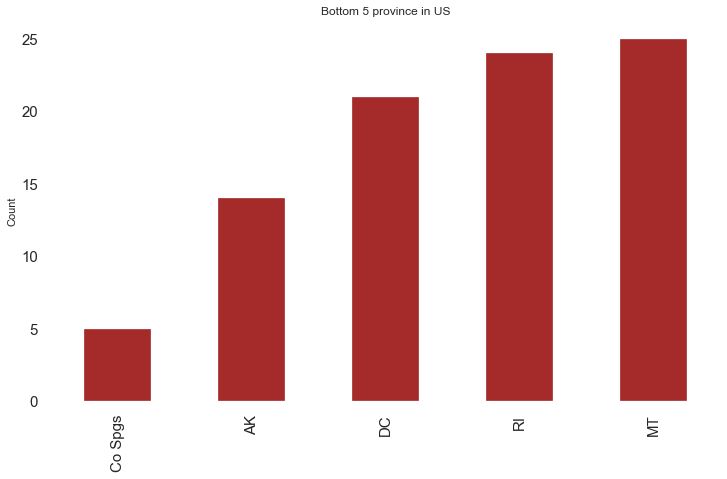 Bottom 5 province in US
Count
25
20
15
10
5
0
Co Spgs
AK
DC
RI
MT